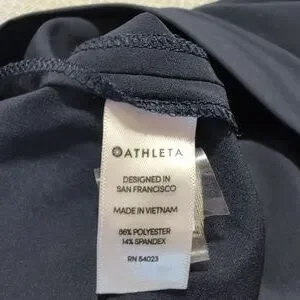 ATHLETA
DESIGNED IN
SAN FRANCISCO
MADE IN VIETNAM
86% POLYESTER
14% SPANDEX
RN 54023